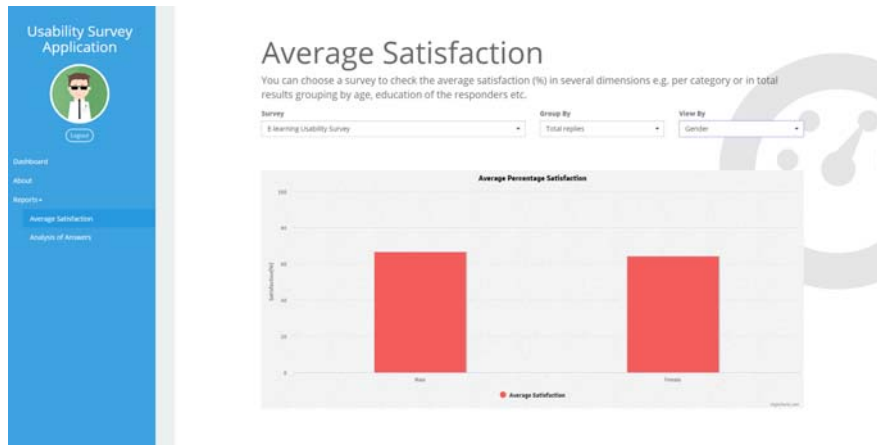 Usability Survey
Application
Logout
Dashboard
About
Reports
Average Satisfaction
Analysis of Answers
Average Satisfaction
You can choose a survey to check the average satisfaction (%) in several dimensions e.g. per category or in total
results grouping by age, education of the responders etc.
Survey
Group By
View By
E-learning Usability Survey
Total replies
Gender
Average Percentage Satisfaction
100
80
60
40
20
0
Satisfaction(%)
Male
Female
Average Satisfaction
Highcharts.com